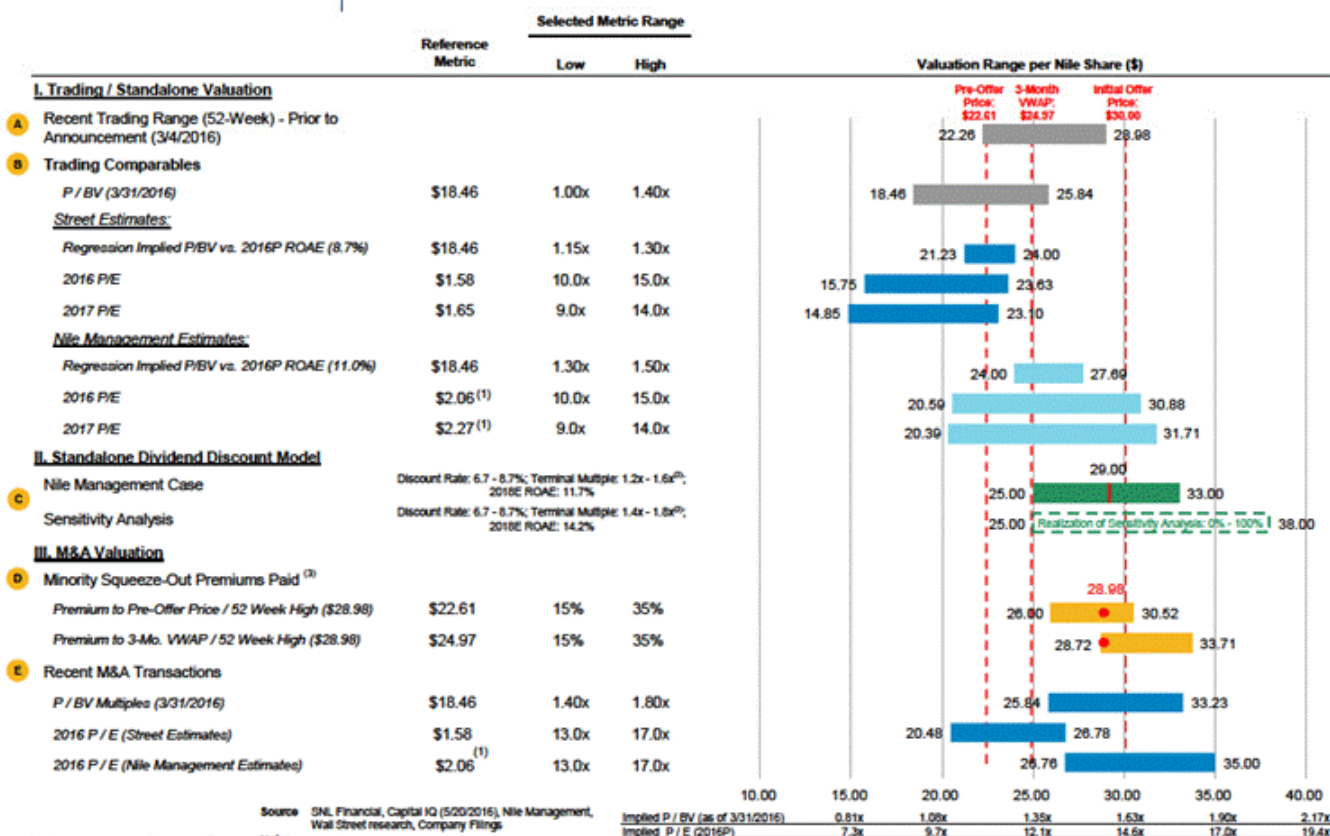 Selected Metric Range
Reference Metric Low High Valuation Range per Nile Share ($)
I. Trading / Standalone Valuation
Pre-Offer Price: $22.61 3-Month VWAP: $24.97 Initial Offer Price: $30.00
A Recent Trading Range (52-Week) - Prior to
Announcement (3/4/2016) 22.26 28.98
B Trading Comparables
P / BV (3/31/2016) $18.46 1.00x 1.40x 18.46 25.84
Street Estimates:
Regression Implied P/BV vs. 2016P ROAE (8.7%) $18.46 1.15x 1.30x 21.23 24.00
2016 P/E $1.58 10.0x 15.0x 15.75 23.63
2017 P/E $1.65 9.0x 14.0x 14.85 23.10
Nile Management Estimates:
Regression Implied P/BV vs. 2016P ROAE (11.0%) $18.46 1.30x 1.50x 24.00 27.69
2016 P/E $2.06 (1) 10.0x 15.0x 20.59 30.88
2017 P/E $2.27 (1) 9.0x 14.0x 20.39 31.71
II. Standalone Dividend Discount Model
29.00
C Nile Management Case Discount Rate: 6.7 - 8.7%; Terminal Multiple: 1.2x - 1.6x(2); 25.00 33.00
2018E ROAE: 11.7%
Sensitivity Analysis Discount Rate: 6.7 - 8.7%; Terminal Multiple: 1.4x - 1.8x(2); 25.00 Realization of Sensitivity Analysis: 0% - 100% 38.00
2018E ROAE: 14.2%
III. M&A Valuation
D Minority Squeeze-Out Premiums Paid (3)
28.98
Premium to Pre-Offer Price / 52 Week High ($28.98) $22.61 15% 35% 26.00 30.52
Premium to 3-Mo. VWAP / 52 Week High ($28.98) $24.97 15% 35% 28.72 33.71
E Recent M&A Transactions
P / BV Multiples (3/31/2016) $18.46 1.40x 1.80x 25.84 33.23
2016 P / E (Street Estimates) $1.58 13.0x 17.0x 20.48 26.78
2016 P / E (Nile Management Estimates) $2.06 (1) 13.0x 17.0x 26.76 35.00
10.00 15.00 20.00 25.00 30.00 35.00 40.00
Source SNL Financial, Capital IQ (5/20/2016), Nile Management,
Wall Street research, Company Filings
Implied P / BV (as of 3/31/2016) 0.81x 1.08x 1.35x 1.63x 1.90x 2.17x
Implied P / E (2016P) 7.3x 9.7x 12.1x 14.6x 17.0x 19.4x